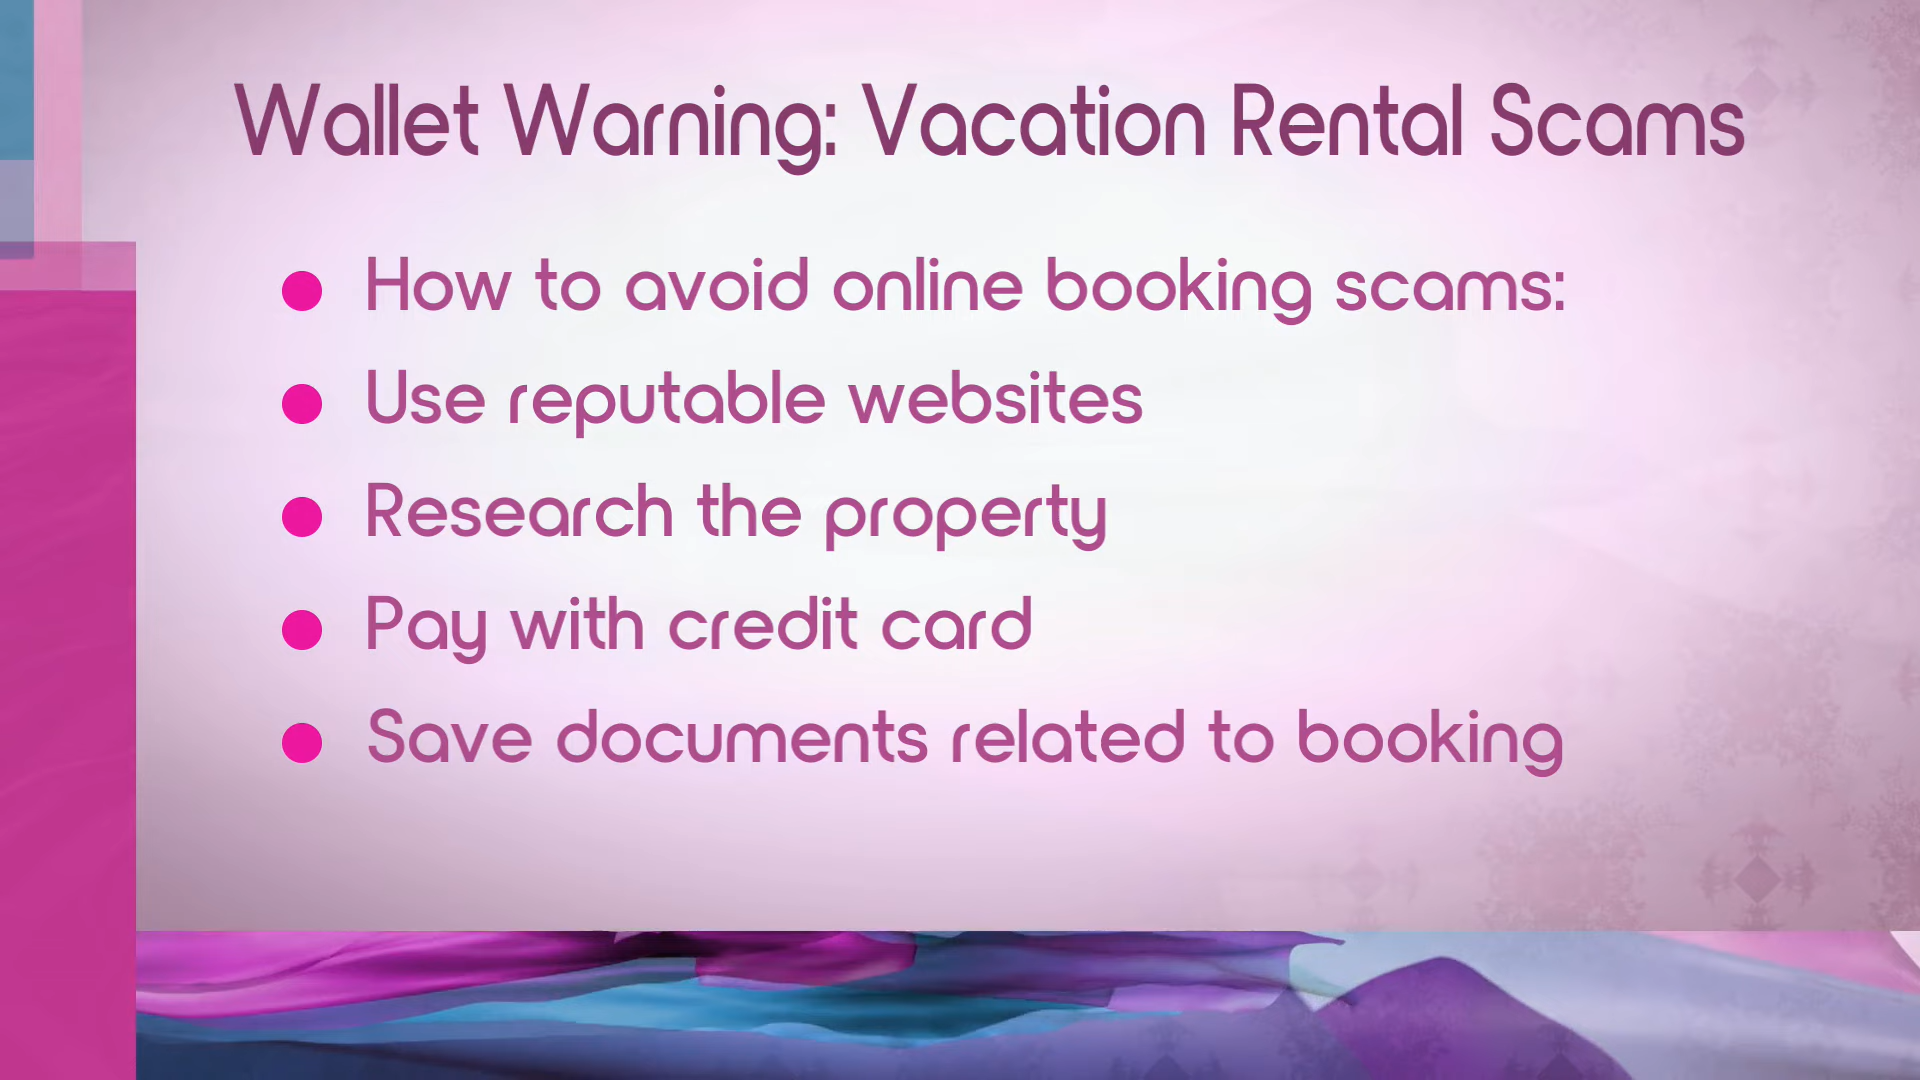 Wallet Warning: Vacation Rental Scams
How to avoid online booking scams:
Use reputable websites
Research the property
Pay with credit card
Save documents related to booking